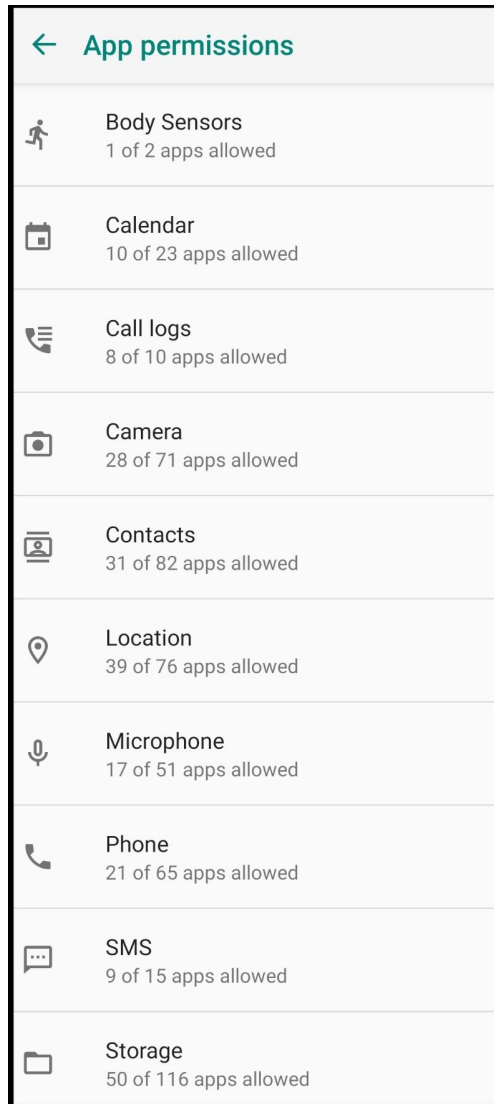 App permissions
Body Sensors
1 of 2 apps allowed
Calendar
10 of 23 apps allowed
Call logs
8 of 10 apps allowed
Camera
28 of 71 apps allowed
Contacts
31 of 82 apps allowed
Location
39 of 76 apps allowed
Microphone
17 of 51 apps allowed
Phone
21 of 65 apps allowed
SMS
9 of 15 apps allowed
Storage
50 of 116 apps allowed